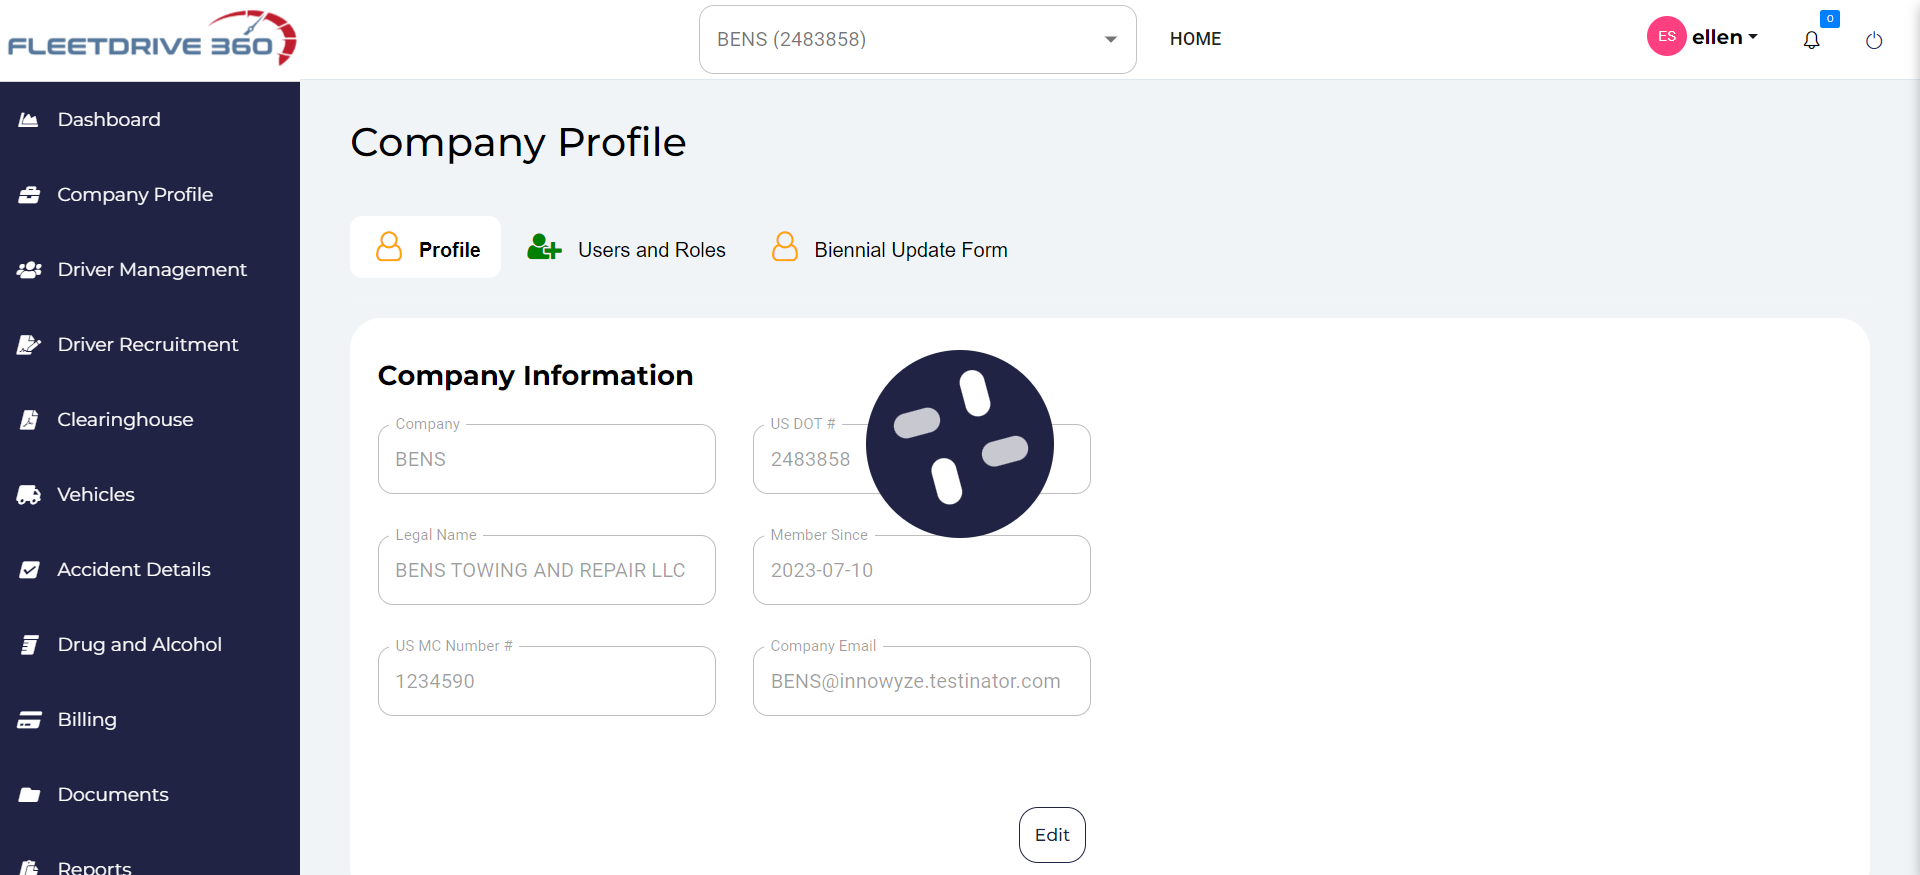 FLEETDRIVE 360
BENS (2483858)
HOME
ES
ellen
0
Dashboard
Company Profile
Driver Management
Driver Recruitment
Clearinghouse
Vehicles
Accident Details
Drug and Alcohol
Billing
Documents
Reports
Company Profile
Profile
Users and Roles
Biennial Update Form
Company Information
Company
BENS
US DOT #
2483858
Legal Name
BENS TOWING AND REPAIR LLC
Member Since
2023-07-10
US MC Number #
1234590
Company Email
BENS@innowyze.testinator.com
Edit